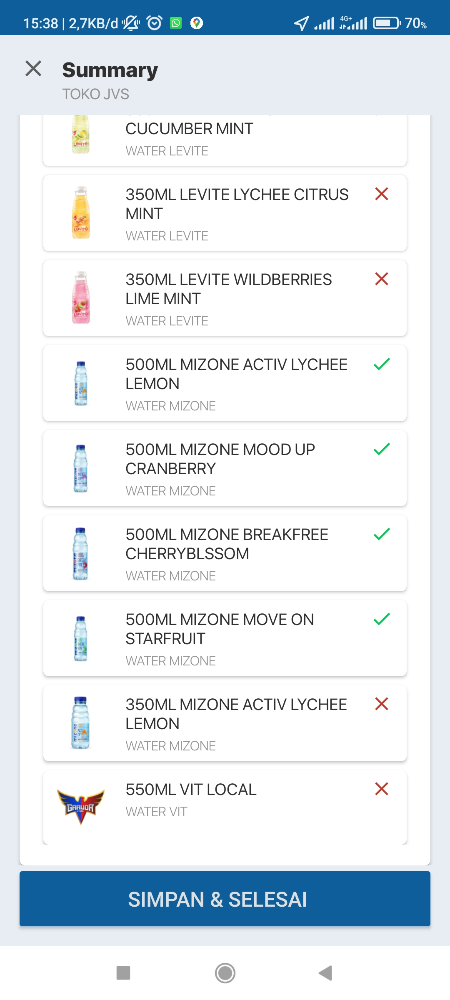 15:38 | 2,7KB/d
4G+
70%
Summary
TOKO JVS
CUCUMBER MINT
WATER LEVITE
350ML LEVITE LYCHEE CITRUS
MINT
WATER LEVITE
350ML LEVITE WILDBERRIES
LIME MINT
WATER LEVITE
500ML MIZONE ACTIV LYCHEE
LEMON
WATER MIZONE
500ML MIZONE MOOD UP
CRANBERRY
WATER MIZONE
500ML MIZONE BREAKFREE
CHERRYBLSSOM
WATER MIZONE
500ML MIZONE MOVE ON
STARFRUIT
WATER MIZONE
350ML MIZONE ACTIV LYCHEE
LEMON
WATER MIZONE
GARUDA
550ML VIT LOCAL
WATER VIT
SIMPAN & SELESAI